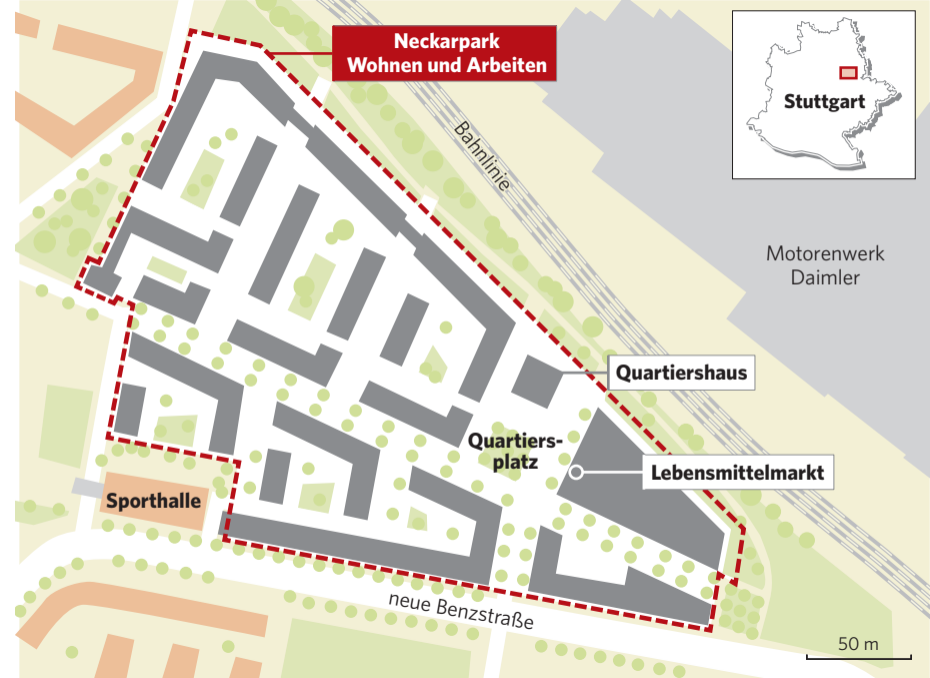 Neckarpark
Wohnen und Arbeiten
Stuttgart
Bahnlinie
Motorenwerk
Daimler
Quartiershaus
Quartiers-
platz
Lebensmittelmarkt
Sporthalle
neue Benzstraße
50 m